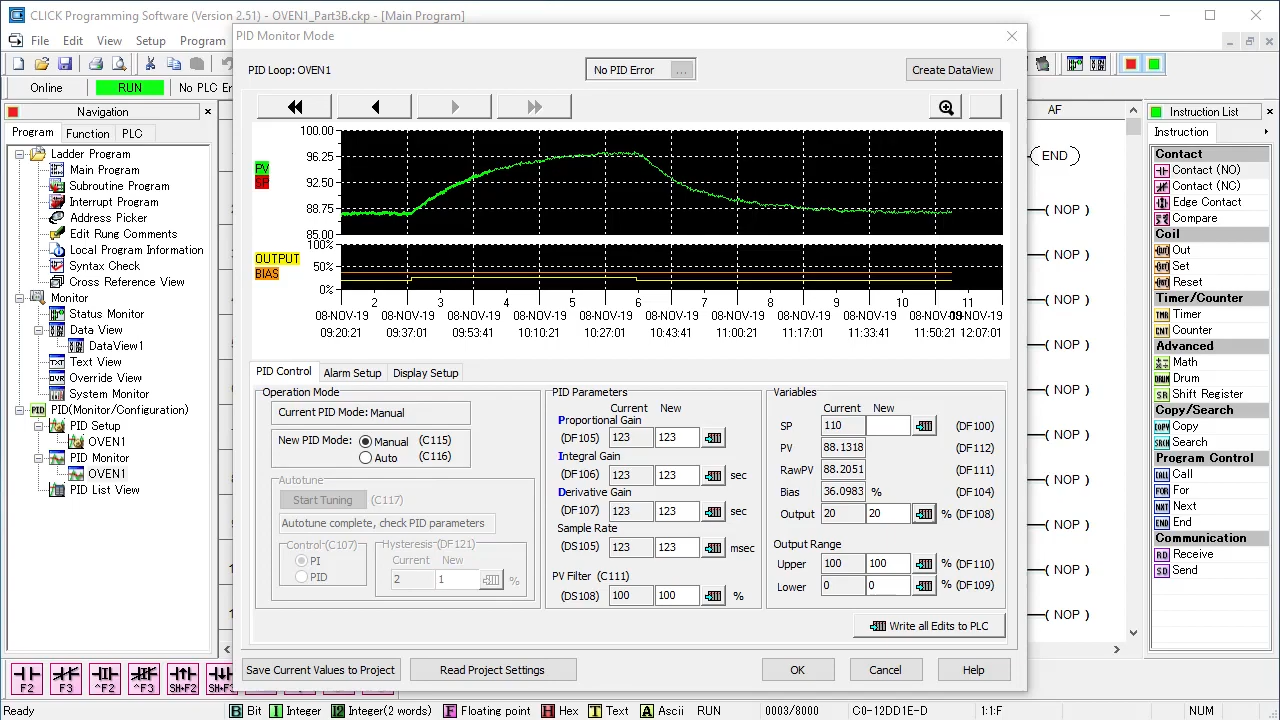 CLICK Programming Software (Version 2.51) - OVEN1_Part3B.ckp - [Main Program]
File Edit View Setup Program
Online RUN No PLC Er
Navigation
Program Function PLC
Ladder Program
Main Program
Subroutine Program
Interrupt Program
Address Picker
Edit Rung Comments
Local Program Information
Syntax Check
Cross Reference View
Monitor
Status Monitor
Data View
DataView1
Text View
Override View
System Monitor
PID(Monitor/Configuration)
PID Setup
OVEN1
PID Monitor
OVEN1
PID List View
PID Monitor Mode
PID Loop: OVEN1
No PID Error ...
Create DataView
PV
SP
100.00
96.25
92.50
88.75
85.00
OUTPUT
BIAS
100%
50%
0%
2 3 4 5 6 7 8 9 10 11
08-NOV-19 08-NOV-19 08-NOV-19 08-NOV-19 08-NOV-19 08-NOV-19 08-NOV-19 08-NOV-19 08-NOV-19
09:20:21 09:37:01 10:10:21 10:27:01 10:43:41 11:00:21 11:17:01 11:33:41 11:50:21 12:07:01
PID Control Alarm Setup Display Setup
Operation Mode
Current PID Mode: Manual
New PID Mode: Manual (C115)
Auto (C116)
Autotune
Start Tuning (C117)
Autotune complete, check PID parameters
Control (C107)
PI
PID
Hysteresis (DF121)
Current New
2 1 %
PID Parameters
Current New
Proportional Gain
(DF105) 123 123
Integral Gain
(DF106) 123 123 sec
Derivative Gain
(DF107) 123 123 sec
Sample Rate
(DS105) 123 123 msec
PV Filter (C111)
(DS108) 100 100 %
Variables
Current New
SP 110 (DF100)
PV 88.1318 (DF112)
RawPV 88.2051 (DF111)
Bias 36.0983 % (DF104)
Output 20 20 % (DF108)
Output Range
Upper 100 100 % (DF110)
Lower 0 0 % (DF109)
Write all Edits to PLC
Save Current Values to Project Read Project Settings OK Cancel Help
AF
END
NOP
NOP
NOP
NOP
NOP
NOP
NOP
NOP
NOP
NOP
Instruction List
Instruction
Contact
Contact (NO)
Contact (NC)
Edge Contact
Compare
Coil
Out
Set
Reset
Timer/Counter
TMR Timer
CNT Counter
Advanced
Math
DRUM Drum
SR Shift Register
Copy/Search
COPY Copy
SRCH Search
Program Control
CALL Call
FOR For
NXT Next
END End
Communication
RD Receive
SD Send
F2 F3 ^F2 ^F3 SH+F2 SH+F3
Ready B Bit I Integer I2 Integer(2 words) F Floating point H Hex T Text A Ascii RUN 0003/8000 C0-12DD1E-D 1:1:F NUM